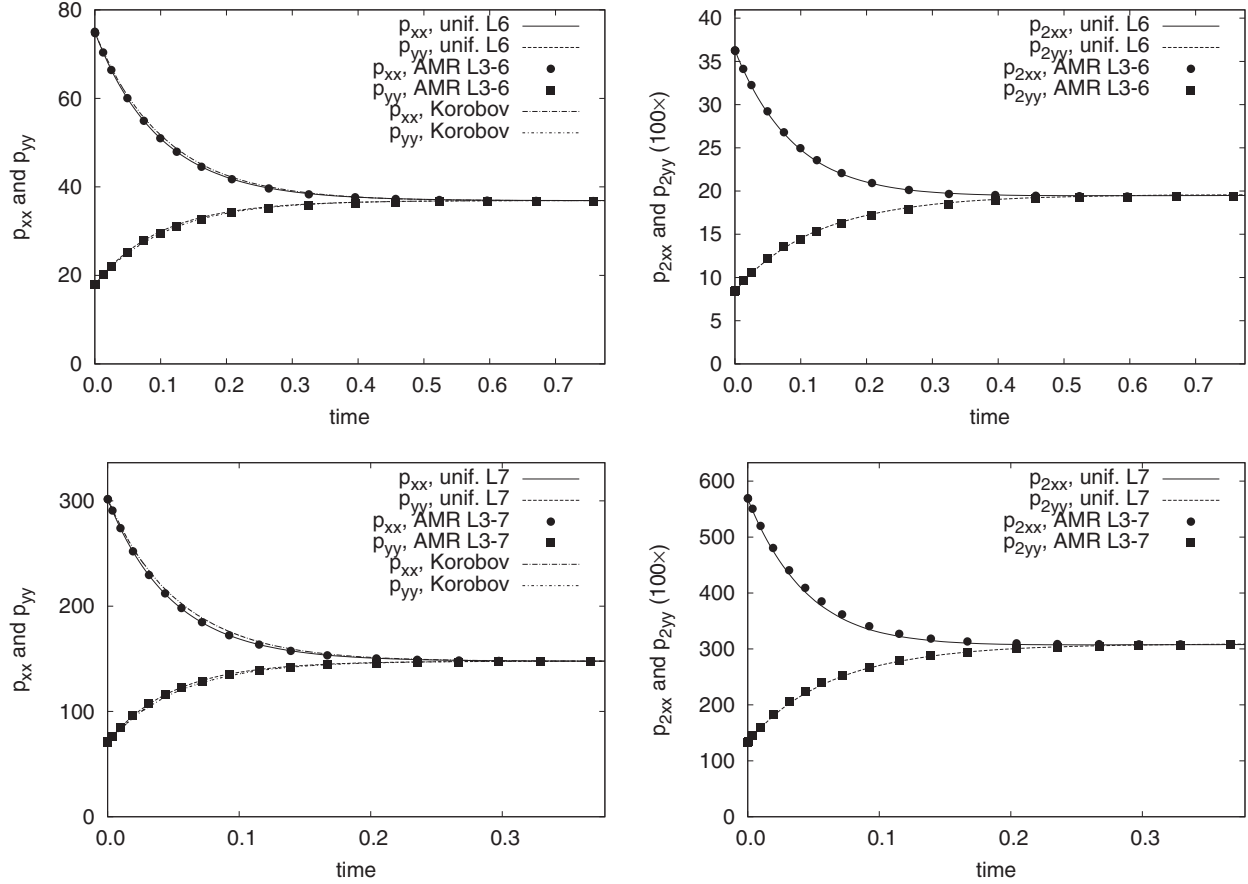 80
60
40
20
0
p_xx and p_yy
0.0 0.1 0.2 0.3 0.4 0.5 0.6 0.7
time
p_xx, unif. L6
p_yy, unif. L6
p_xx, AMR L3-6
p_yy, AMR L3-6
p_xx, Korobov
p_yy, Korobov
40
35
30
25
20
15
10
5
0
p_2xx and p_2yy (100×)
0.0 0.1 0.2 0.3 0.4 0.5 0.6 0.7
time
p_2xx, unif. L6
p_2yy, unif. L6
p_2xx, AMR L3-6
p_2yy, AMR L3-6
300
200
100
0
p_xx and p_yy
0.0 0.1 0.2 0.3
time
p_xx, unif. L7
p_yy, unif. L7
p_xx, AMR L3-7
p_yy, AMR L3-7
p_xx, Korobov
p_yy, Korobov
600
500
400
300
200
100
0
p_2xx and p_2yy (100×)
0.0 0.1 0.2 0.3
time
p_2xx, unif. L7
p_2yy, unif. L7
p_2xx, AMR L3-7
p_2yy, AMR L3-7